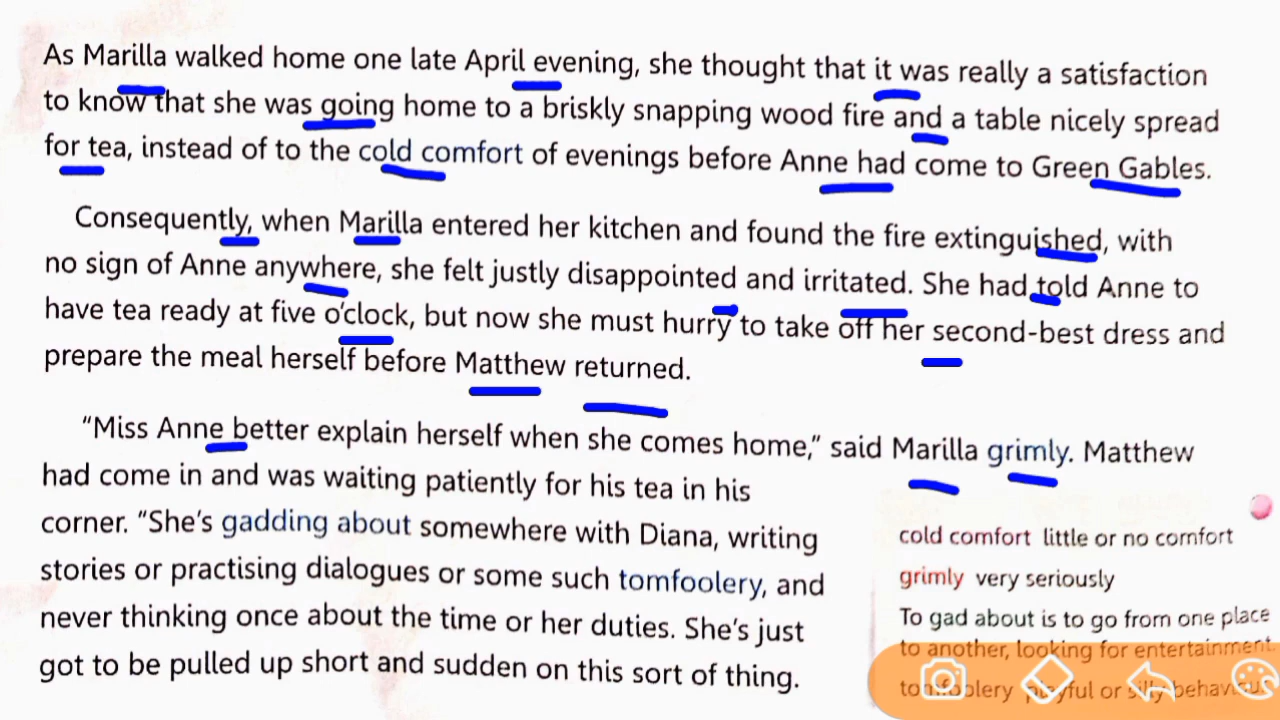 As Marilla walked home one late April evening, she thought that it was really a satisfaction
to know that she was going home to a briskly snapping wood fire and a table nicely spread
for tea, instead of to the cold comfort of evenings before Anne had come to Green Gables.
Consequently, when Marilla entered her kitchen and found the fire extinguished, with
no sign of Anne anywhere, she felt justly disappointed and irritated. She had told Anne to
have tea ready at five o'clock, but now she must hurry to take off her second-best dress and
prepare the meal herself before Matthew returned.
“Miss Anne better explain herself when she comes home,” said Marilla grimly. Matthew
had come in and was waiting patiently for his tea in his
corner. “She's gadding about somewhere with Diana, writing
stories or practising dialogues or some such tomfoolery, and
never thinking once about the time or her duties. She's just
got to be pulled up short and sudden on this sort of thing.
cold comfort little or no comfort
grimly very seriously
To gad about is to go from one place
to another, looking for entertainment
tomfoolery playful or silly behaviour